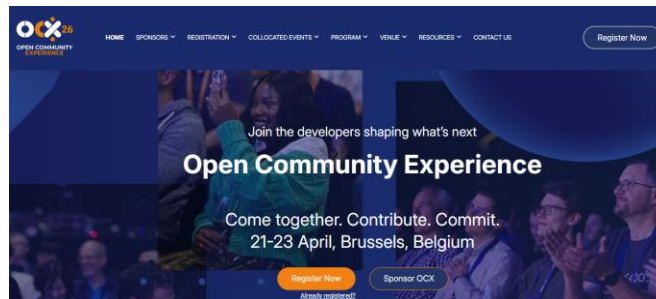 OCX 26
OPEN COMMUNITY
EXPERIENCE
HOME SPONSORS REGISTRATION COLLOCATED EVENTS PROGRAM VENUE RESOURCES CONTACT US
Register Now
Join the developers shaping what's next
Open Community Experience
Come together. Contribute. Commit.
21-23 April, Brussels, Belgium
Register Now Sponsor OCX
Already registered?